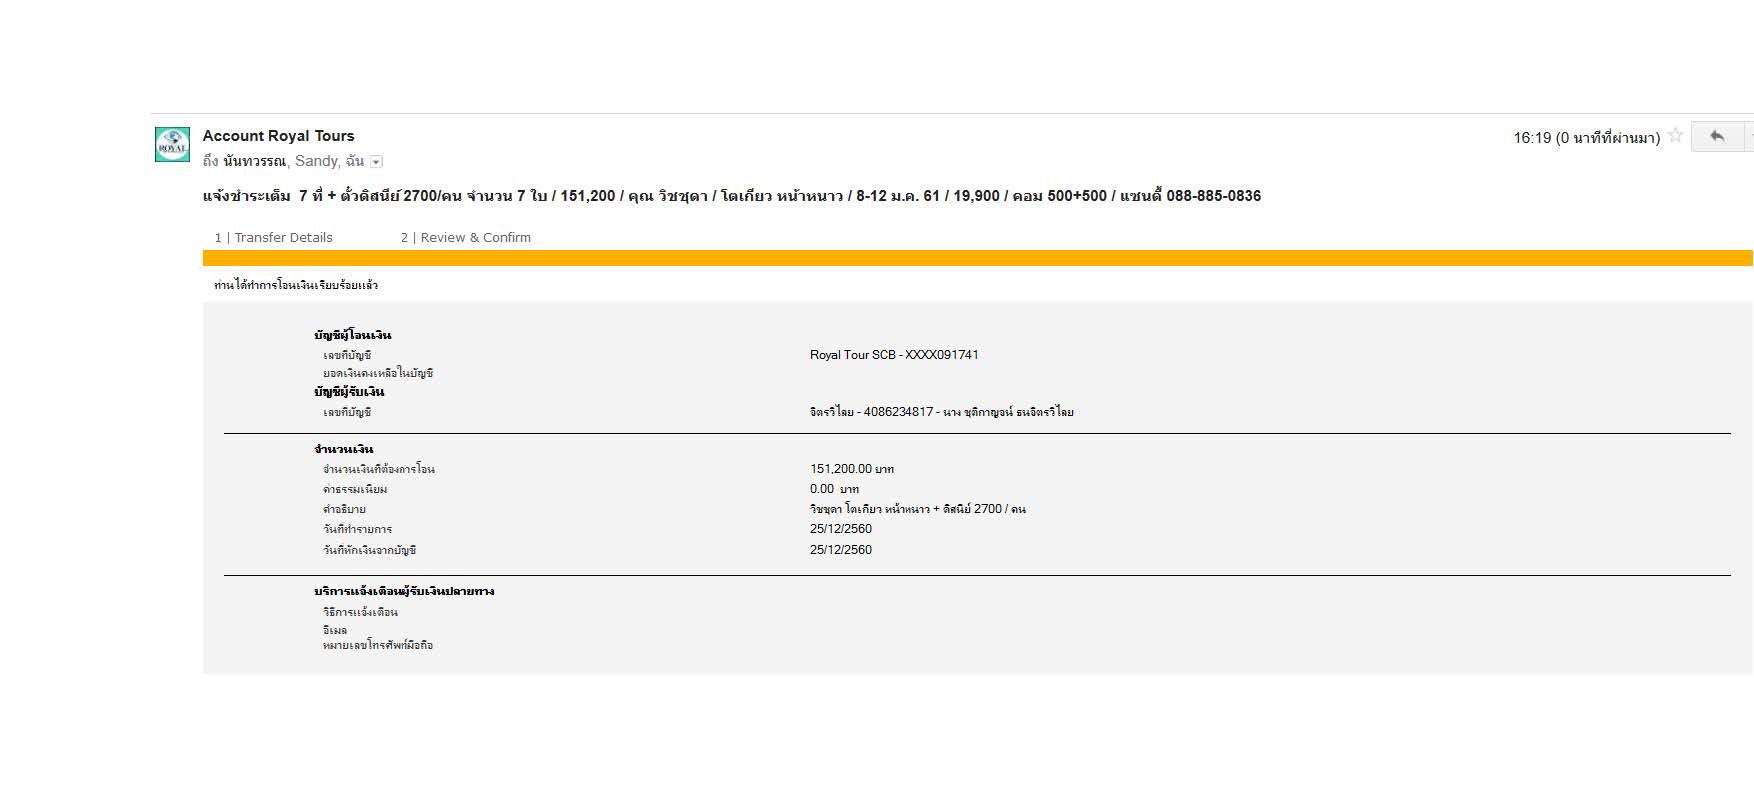 ROYAL
Account Royal Tours
16:19 (0 นาทีที่ผ่านมา)
ถึง นันทวรรณ, Sandy, ฉัน
แจ้งชำระเต็ม 7 ที่ + ตั๋วดิสนีย์ 2700/คน จำนวน 7 ใบ / 151,200 / คุณ วิชชุดา / โตเกียว หน้าหนาว / 8-12 ม.ค. 61 / 19,900 / คอม 500+500 / แซนดี้ 088-885-0836
1 | Transfer Details 2 | Review & Confirm
ท่านได้ทำการโอนเงินเรียบร้อยแล้ว
บัญชีผู้โอนเงิน
เลขที่บัญชี Royal Tour SCB - XXXX091741
ยอดเงินคงเหลือในบัญชี
บัญชีผู้รับเงิน
เลขที่บัญชี จิตรวิไลย - 4086234817 - นาง ชุติกาญจน์ ธนจิตรวิไลย
จำนวนเงิน
จำนวนเงินที่ต้องการโอน 151,200.00 บาท
ค่าธรรมเนียม 0.00 บาท
คำอธิบาย วิชชุดา โตเกียว หน้าหนาว + ดิสนีย์ 2700 / คน
วันที่ทำรายการ 25/12/2560
วันที่หักเงินจากบัญชี 25/12/2560
บริการแจ้งเตือนผู้รับเงินปลายทาง
วิธีการแจ้งเตือน
อีเมล
หมายเลขโทรศัพท์มือถือ